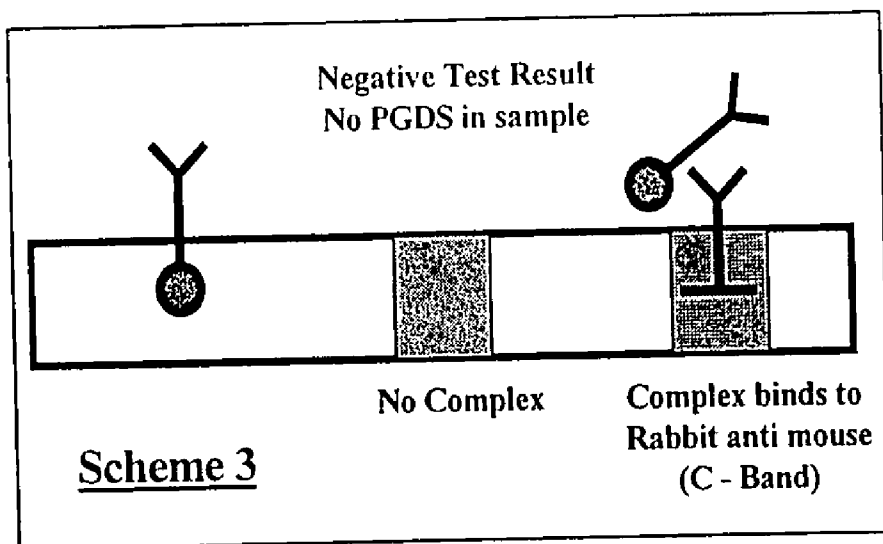 Negative Test Result
No PGDS in sample
No Complex
Complex binds to
Rabbit anti mouse
(C - Band)
Scheme 3